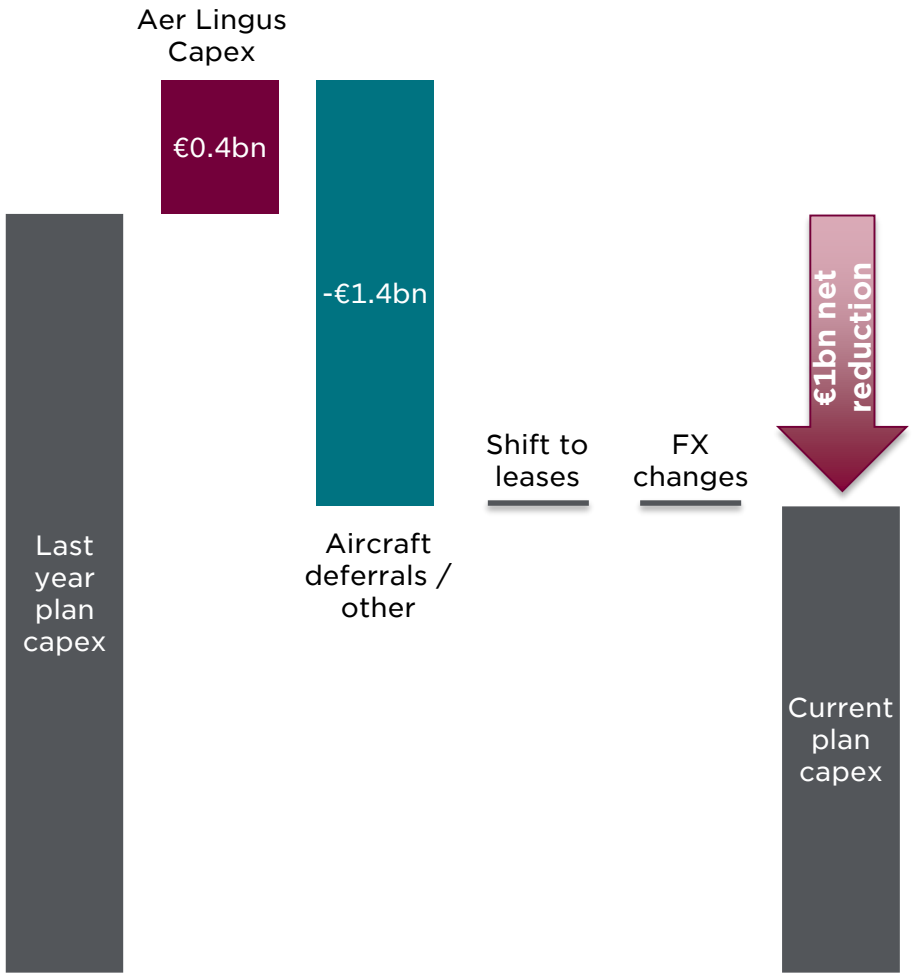 Aer Lingus
Capex
€0.4bn
-€1.4bn
€1bn net
reduction
Shift to
leases
FX
changes
Last
year
plan
capex
Aircraft
deferrals /
other
Current
plan
capex